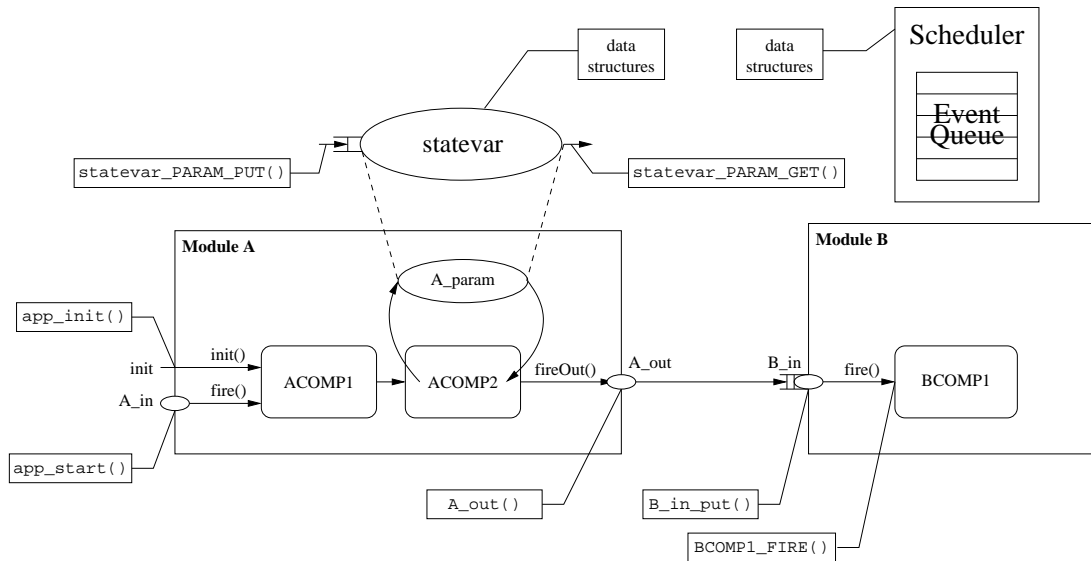 data
structures
data
structures
Scheduler
Event
Queue
statevar
statevar_PARAM_PUT()
statevar_PARAM_GET()
Module A
Module B
A_param
app_init()
init
init()
A_in
fire()
ACOMP1
ACOMP2
fireOut()
A_out
B_in
fire()
BCOMP1
app_start()
A_out()
B_in_put()
BCOMP1_FIRE()